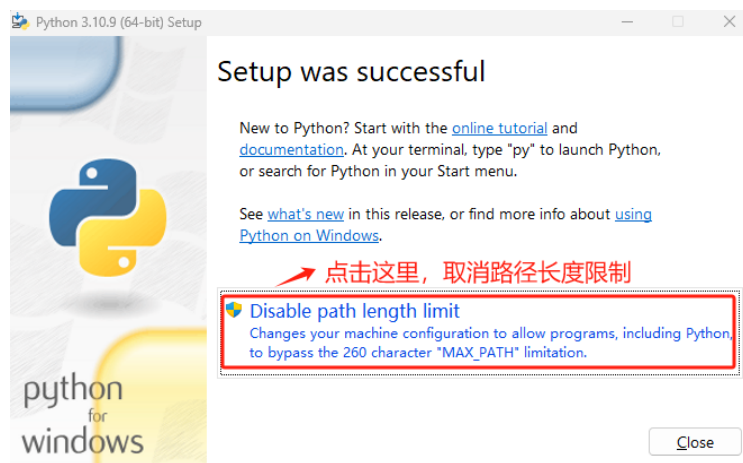 Python 3.10.9 (64-bit) Setup
Setup was successful
New to Python? Start with the online tutorial and
documentation. At your terminal, type "py" to launch Python,
or search for Python in your Start menu.
See what's new in this release, or find more info about using
Python on Windows.
点击这里，取消路径长度限制
Disable path length limit
Changes your machine configuration to allow programs, including Python,
to bypass the 260 character "MAX_PATH" limitation.
python
for
windows
Close